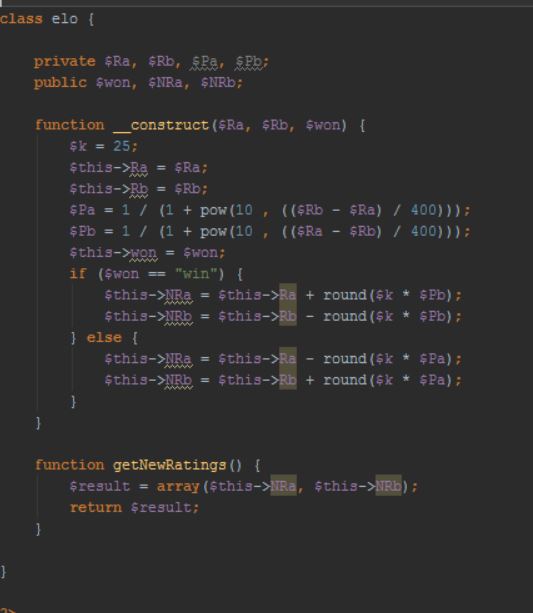 class elo {
private $Ra, $Rb, $Pa, $Pb;
public $won, $NRa, $NRb;
function __construct($Ra, $Rb, $won) {
$k = 25;
$this->Ra = $Ra;
$this->Rb = $Rb;
$Pa = 1 / (1 + pow(10 , (($Rb - $Ra) / 400)));
$Pb = 1 / (1 + pow(10 , (($Ra - $Rb) / 400)));
$this->won = $won;
if ($won == "win") {
$this->NRa = $this->Ra + round($k * $Pb);
$this->NRb = $this->Rb - round($k * $Pb);
} else {
$this->NRa = $this->Ra - round($k * $Pa);
$this->NRb = $this->Rb + round($k * $Pa);
}
}
function getNewRatings() {
$result = array($this->NRa, $this->NRb);
return $result;
}
}
?>